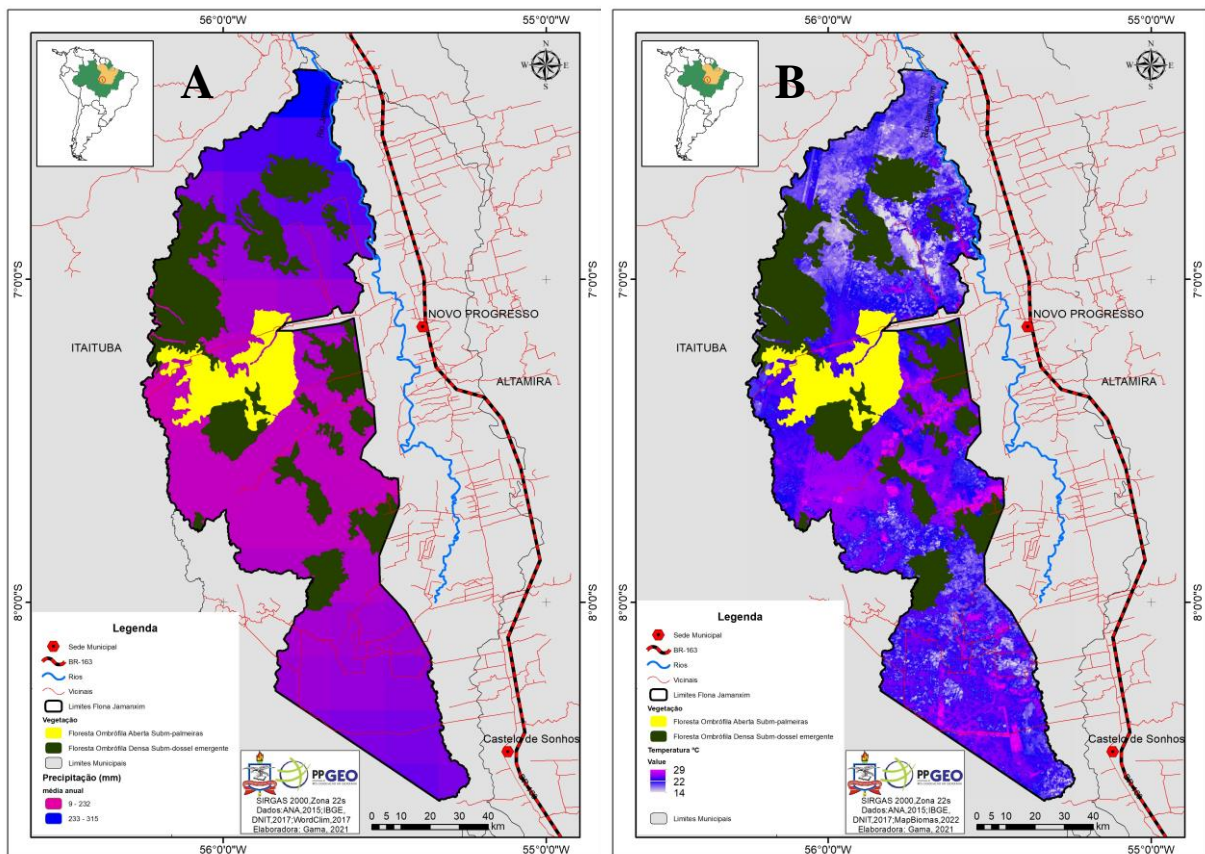 56°0'0"W
55°0'0"W
A
N
W
E
S
7°0'0"S
NOVO PROGRESSO
ITAITUBA
ALTAMIRA
8°0'0"S
Legenda
Sede Municipal
BR-163
Rios
Vicinais
Limites Flona Jamanxim
Vegetação
Floresta Ombrófila Aberta Subm-palmeiras
Floresta Ombrófila Densa Subm-dossel emergente
Limites Municipais
Precipitação (mm)
média anual
9 - 232
233 - 315
Castelo de Sonhos
PPGEO
SIRGAS 2000,Zona 22s
Dados:ANA,2015;IBGE,
DNIT,2017;WordClim,2017
Elaboradora: Gama, 2021
0 5 10 20 30 40
km
56°0'0"W
55°0'0"W
56°0'0"W
55°0'0"W
B
N
W
E
S
7°0'0"S
NOVO PROGRESSO
ITAITUBA
ALTAMIRA
8°0'0"S
Legenda
Sede Municipal
BR-163
Rios
Vicinais
Limites Flona Jamanxim
Vegetação
Floresta Ombrófila Aberta Subm-palmeiras
Floresta Ombrófila Densa Subm-dossel emergente
Temperatura ºC
Value
29
22
14
Limites Municipais
Castelo de Sonhos
PPGEO
SIRGAS 2000,Zona 22s
Dados:ANA,2015;IBGE,
DNIT,2017;MapBiomas,2022
Elaboradora: Gama, 2021
0 5 10 20 30 40
km
56°0'0"W
55°0'0"W
7°0'0"S
8°0'0"S